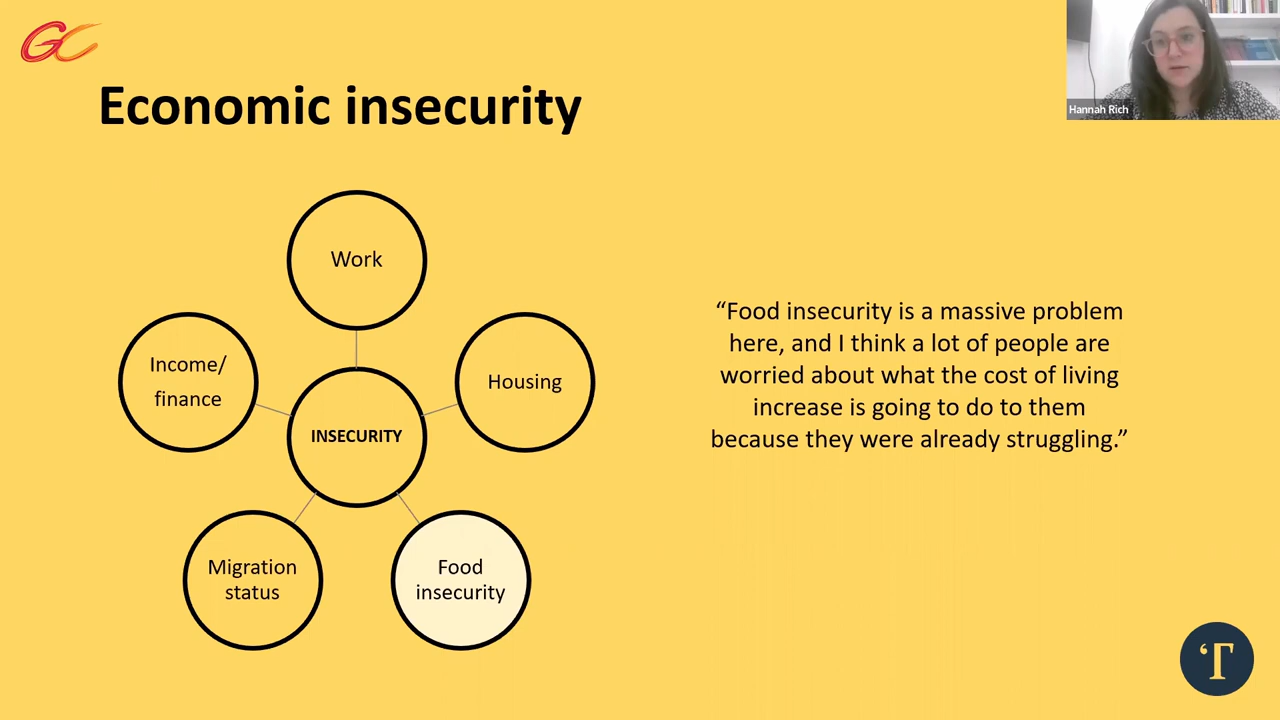 GC
Economic insecurity
Hannah Rich
Work
Income/
finance
Housing
INSECURITY
Migration
status
Food
insecurity
“Food insecurity is a massive problem
here, and I think a lot of people are
worried about what the cost of living
increase is going to do to them
because they were already struggling.”
‘T